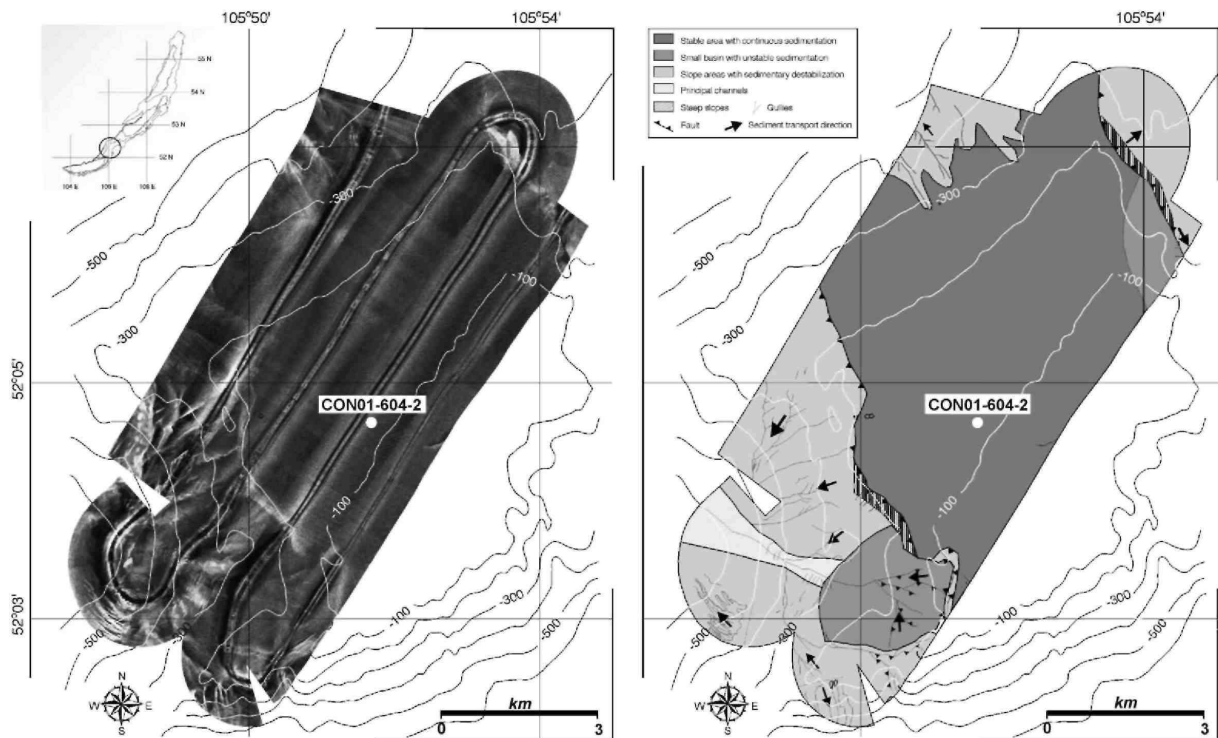 105°50'
105°54'
55 N
54 N
53 N
52 N
104 E
106 E
108 E
-300
-500
-100
-300
52°05'
CON01-604-2
-100
52°03'
-100
-300
-500
-500
-300
N
W E
S
km
0 3
105°54'
Stable area with continuous sedimentation
Small basin with unstable sedimentation
Slope areas with sedimentary destabilization
Principal channels
Steep slopes
Gullies
Fault
Sediment transport direction
-300
-500
-100
-300
CON01-604-2
-100
-100
-300
-500
-500
-300
N
W E
S
km
0 3